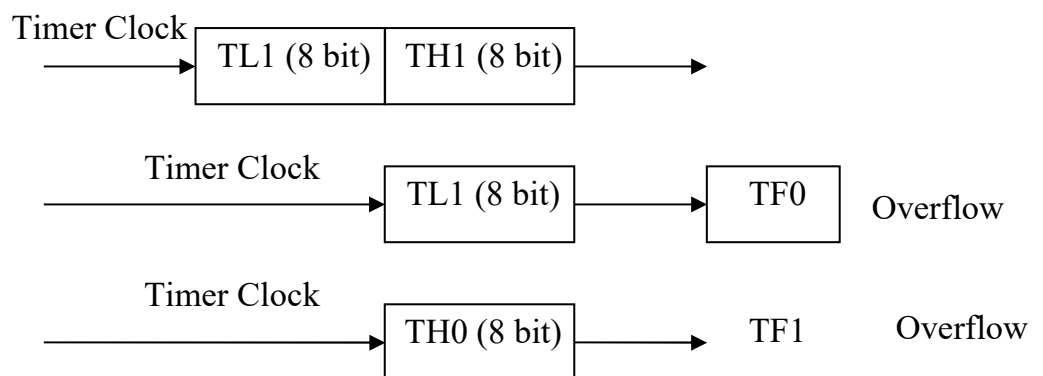 Timer Clock
TL1 (8 bit) TH1 (8 bit)
Timer Clock
TL1 (8 bit) TF0 Overflow
Timer Clock
TH0 (8 bit) TF1 Overflow